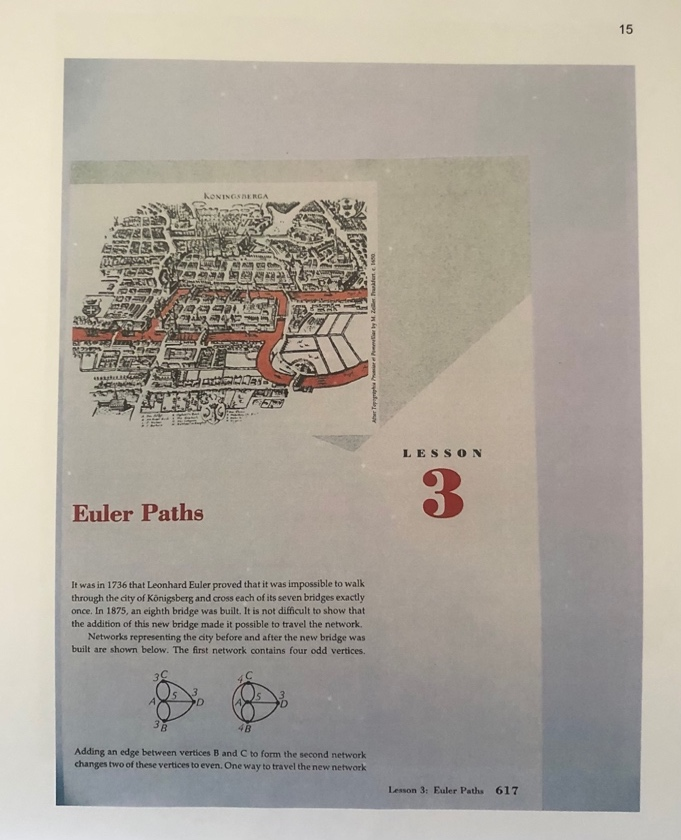 15
KONINGSBERGA
LESSON
3
Euler Paths
It was in 1736 that Leonhard Euler proved that it was impossible to walk
through the city of Königsberg and cross each of its seven bridges exactly
once. In 1875, an eighth bridge was built. It is not difficult to show that
the addition of this new bridge made it possible to travel the network.
Networks representing the city before and after the new bridge was
built are shown below. The first network contains four odd vertices.
3 C 4 C
A 5 3 D A 5 3 D
3 B 4 B
Adding an edge between vertices B and C to form the second network
changes two of these vertices to even. One way to travel the new network
Lesson 3: Euler Paths 617